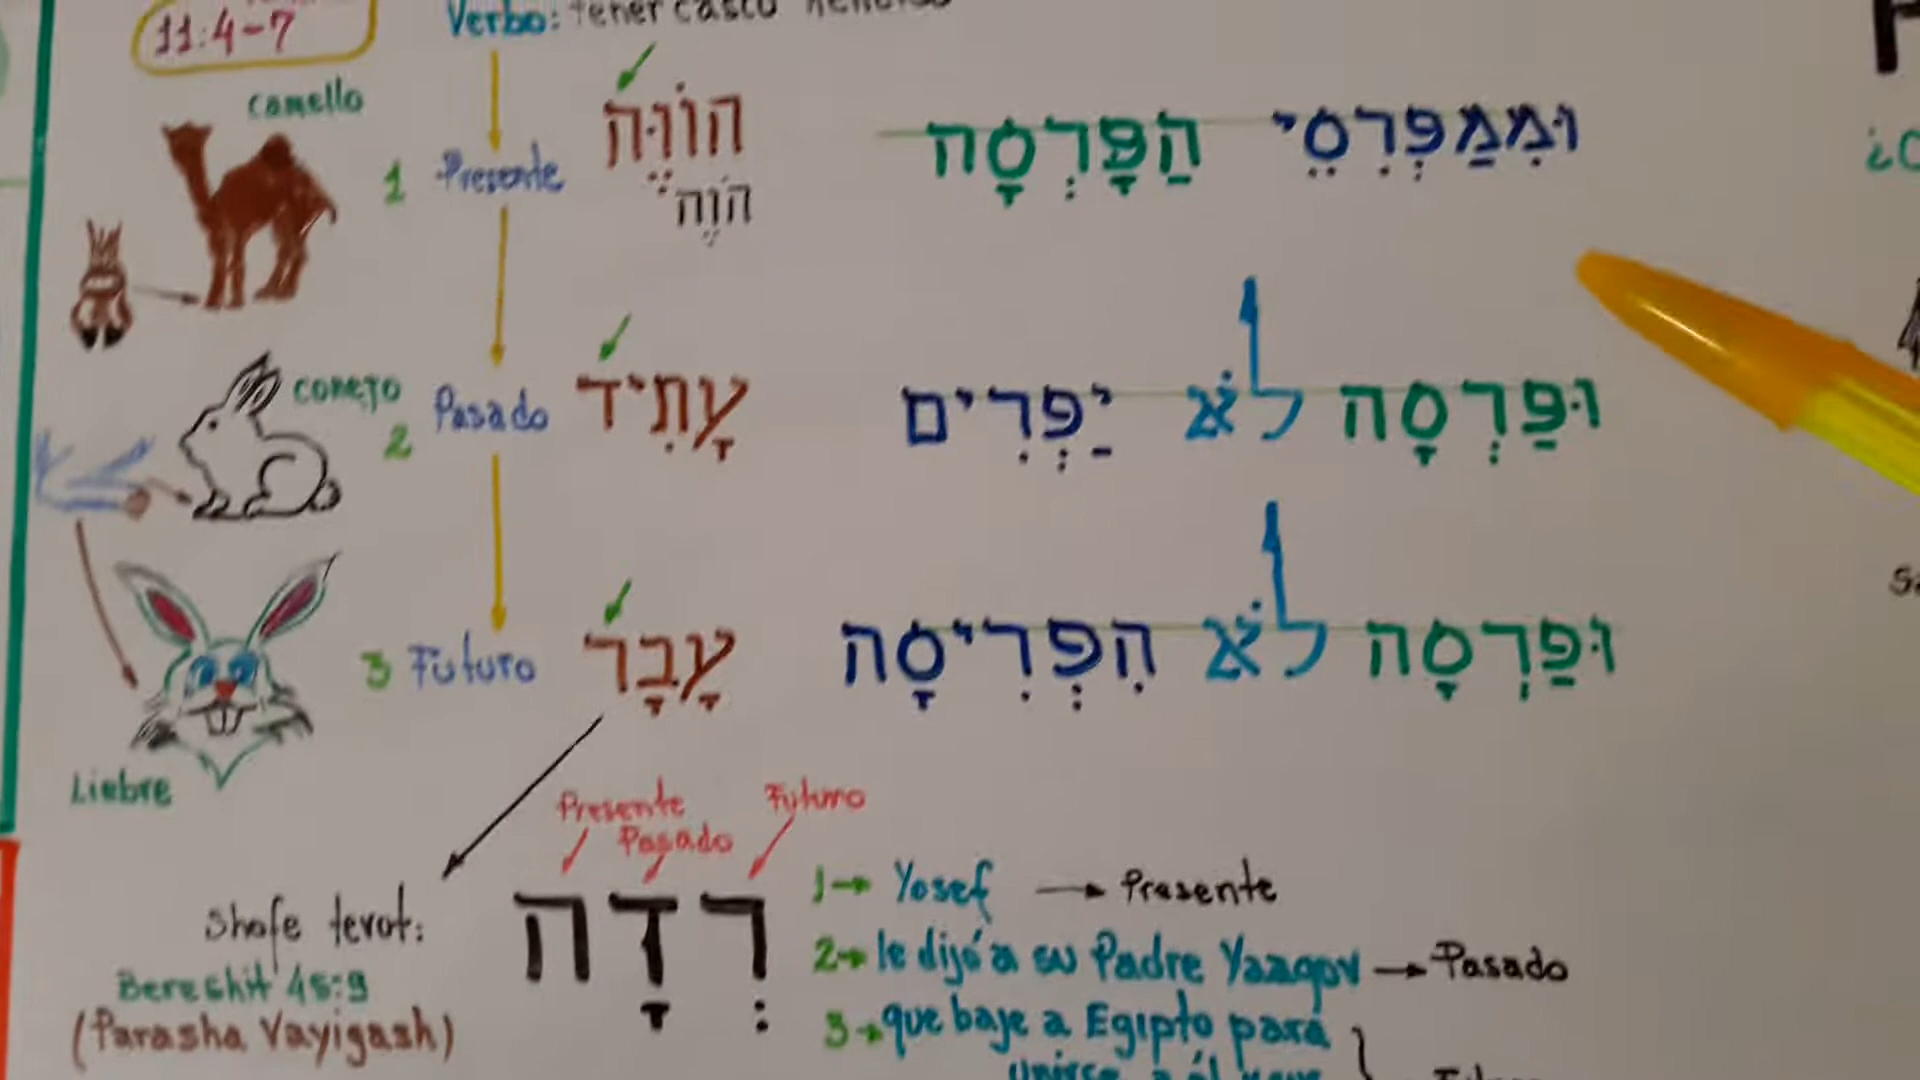 11:4-7
Verbo: tener casco
camello
1 Presente הוֹוֶּה וּמִמַּפְרִסֵי הַפָּרְסָה
הֹוֶה
conejo
2 Pasado עָתִיד וּפַּרְסָה לֹא יַפְרִים
3 Futuro עָבָר וּפַּרְסָה לֹא הִפְרִיסָה
Liebre
Presente Pasado Futuro
Shofe tevot: רְדָה
Bereshit 45:9
(Parasha Vayigash)
1→ Yosef → Presente
2→ le dijo a su Padre Yaaqov → Pasado
3→ que baje a Egipto para